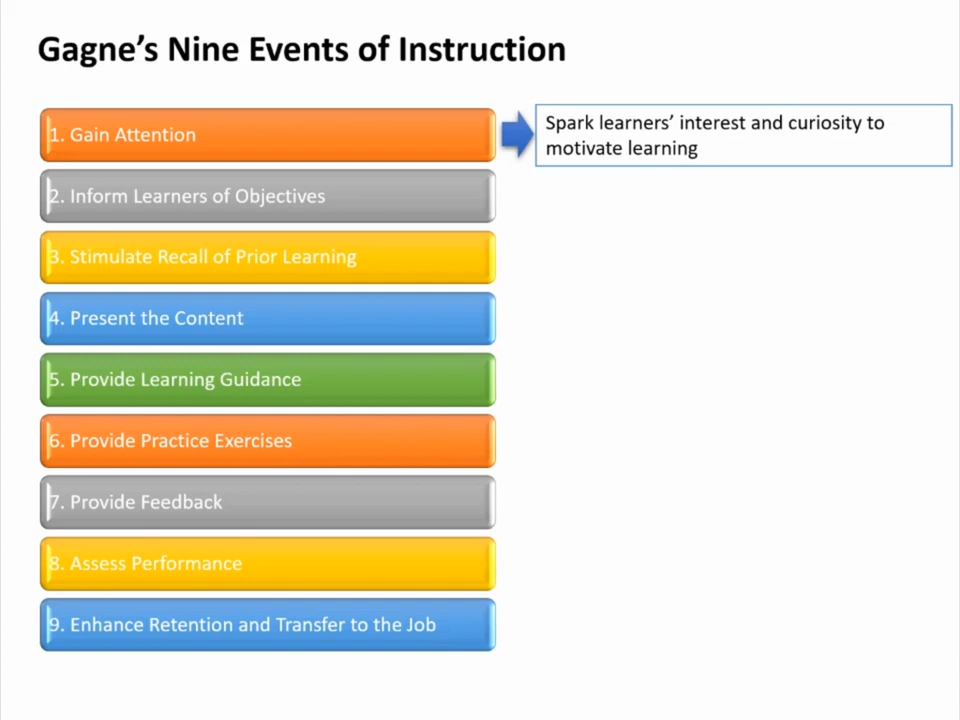 Gagne’s Nine Events of Instruction
1. Gain Attention
Spark learners’ interest and curiosity to
motivate learning
2. Inform Learners of Objectives
3. Stimulate Recall of Prior Learning
4. Present the Content
5. Provide Learning Guidance
6. Provide Practice Exercises
7. Provide Feedback
8. Assess Performance
9. Enhance Retention and Transfer to the Job